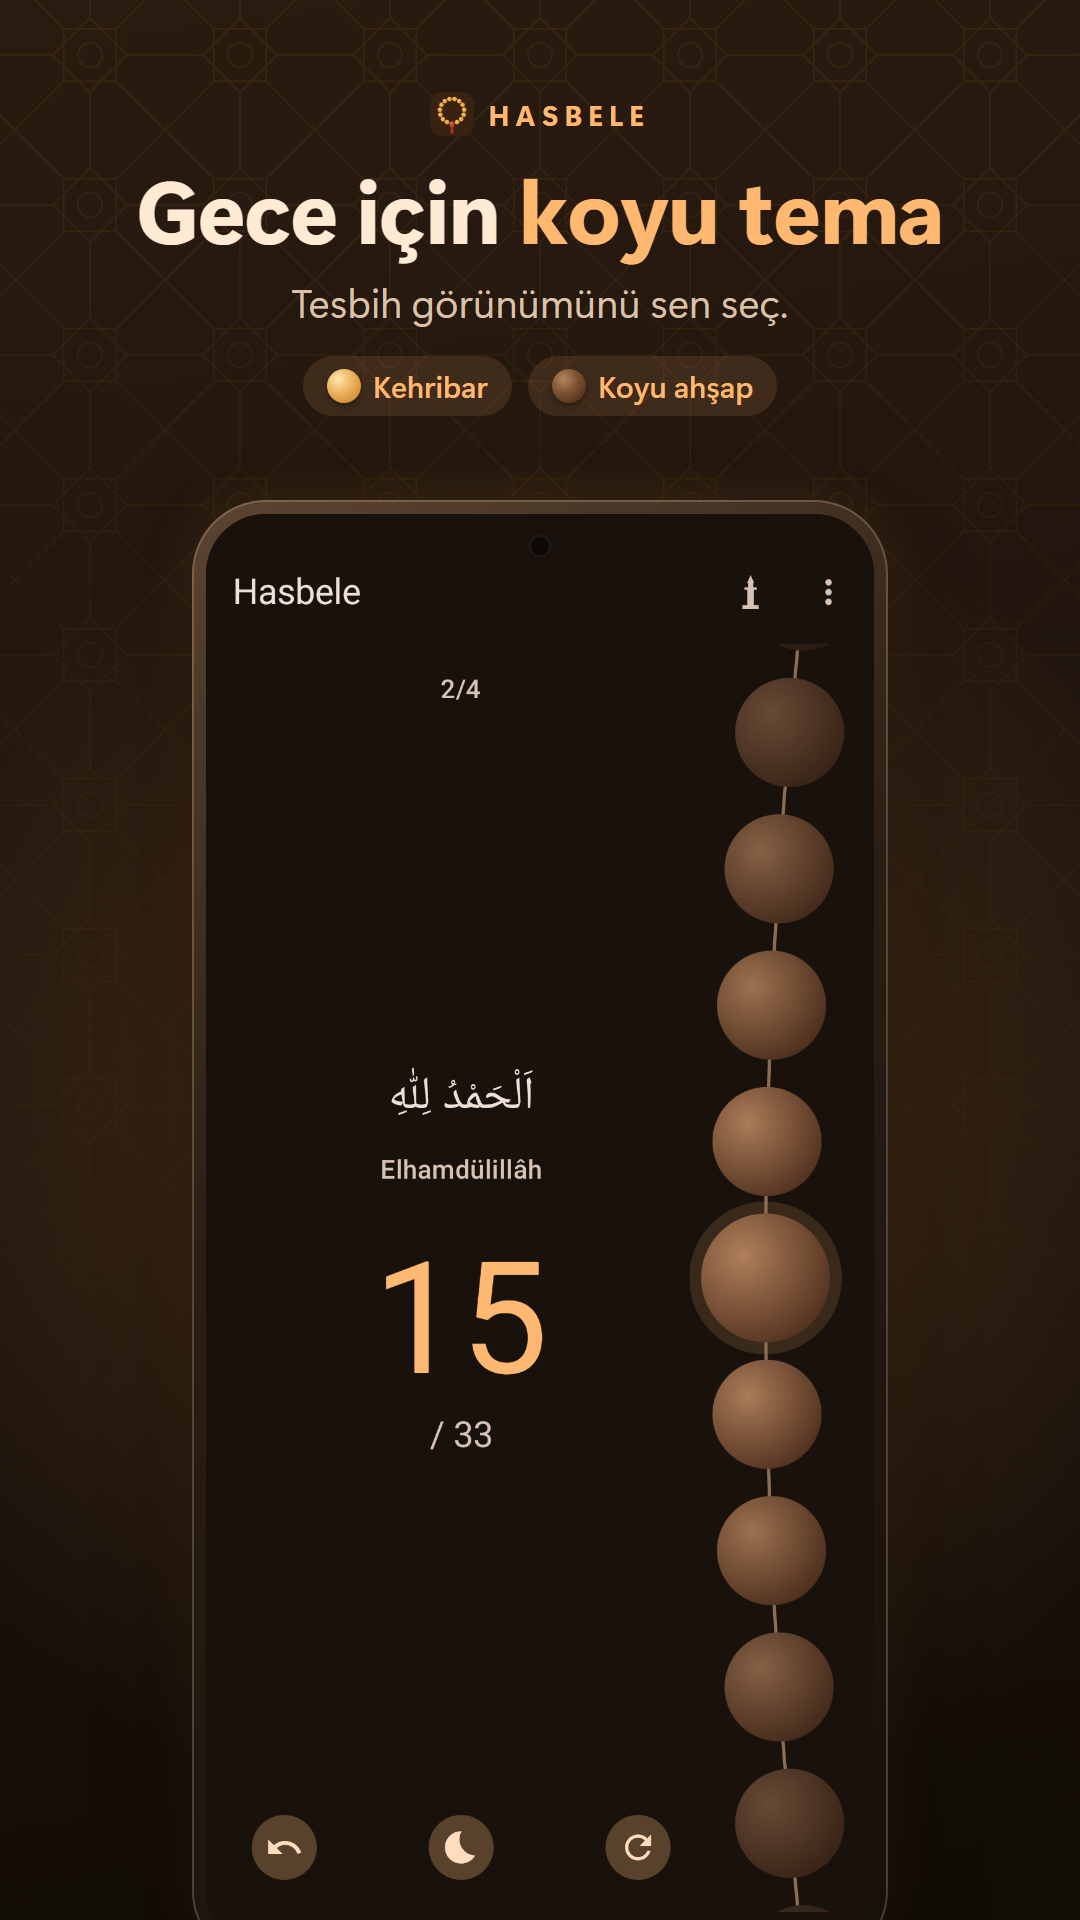 HASBELE
Gece için koyu tema
Tesbih görünümünü sen seç.
Kehribar Koyu ahşap
Hasbele
2/4
اَلْحَمْدُ لِلّٰهِ
Elhamdülillâh
15
/ 33